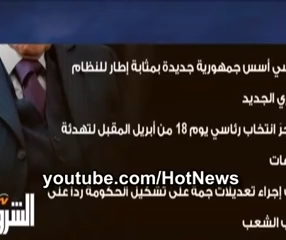 أسس جمهورية جديدة بمثابة إطار للنظام
الجديد
انتخاب رئاسي يوم 18 من أبريل المقبل لتهدئة
youtube.com/HotNews
إجراء تعديلات جمة على تشكيل الحكومة ردا على
الشعب